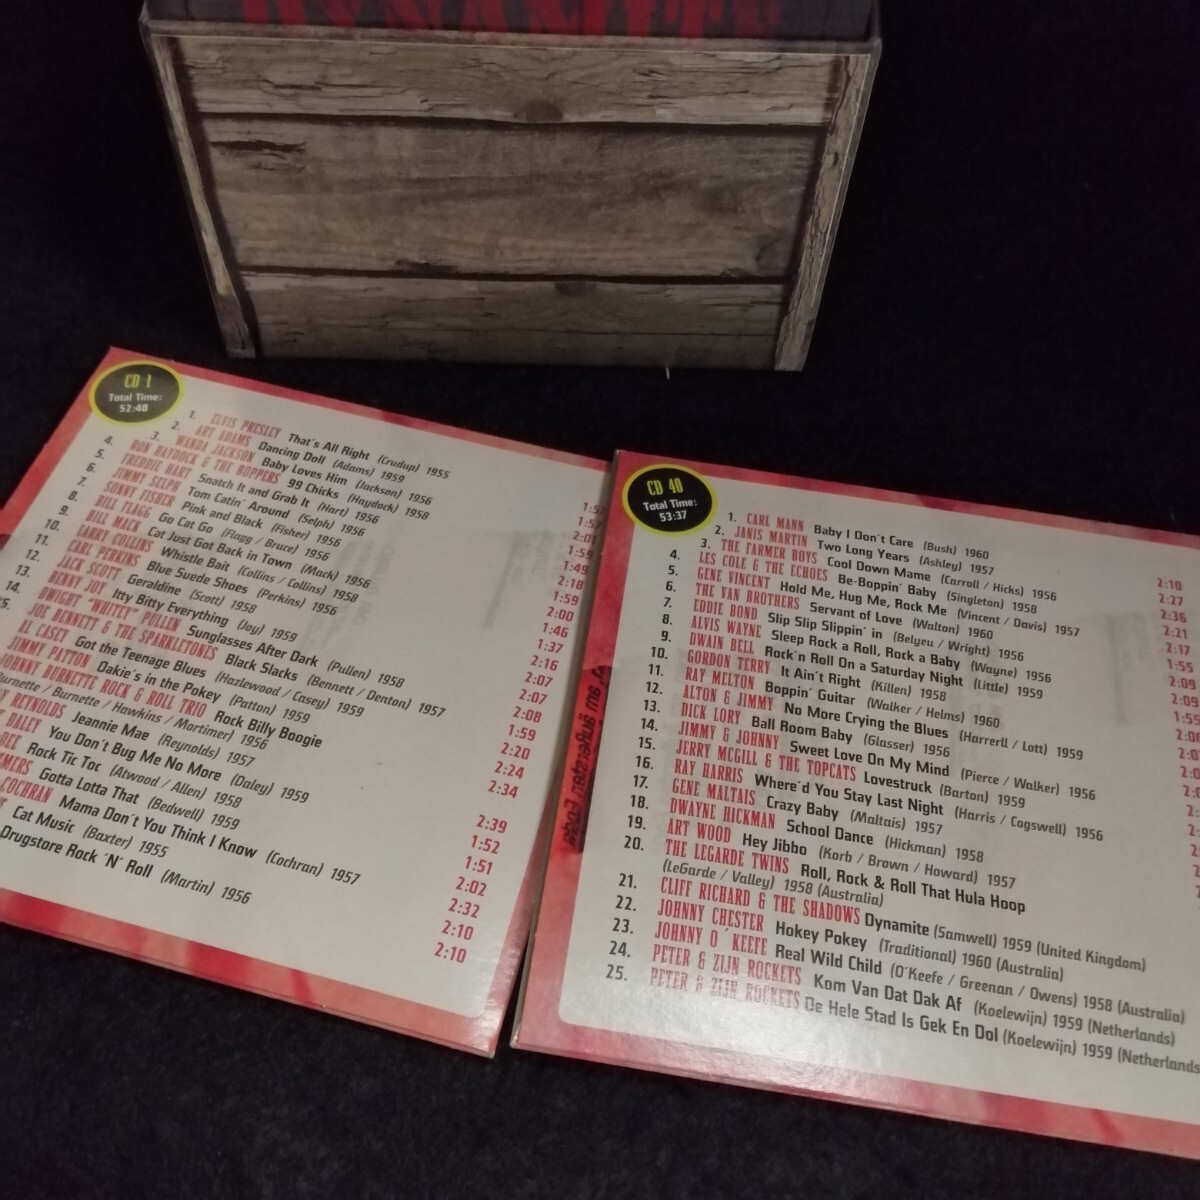 DYNAMITE
CD 1
Total Time:
52:48
1. ELVIS PRESLEY That's All Right (Crudup) 1955
2. ART ADAMS Dancing Doll (Adams) 1959
3. WANDA JACKSON Baby Loves Him (Jackson) 1956
4. RON HAYDOCK & THE BOPPERS 99 Chicks (Haydock) 1958
5. FREDDIE HART Snatch It and Grab It (Hart) 1956
6. JIMMY SELPH Tom Catin' Around (Selph) 1956
7. SONNY FISHER Pink and Black (Fisher) 1956
8. BILL FLAGG Go Cat Go (Flagg / Bruce) 1956
9. BILL MACK Cat Just Got Back in Town (Mack) 1956
10. LARRY COLLINS Whistle Bait (Collins / Collins) 1958
11. CARL PERKINS Blue Suede Shoes (Perkins) 1956
12. JACK SCOTT Geraldine (Scott) 1958
13. BENNY JOY Itty Bitty Everything (Joy) 1959
14. DWIGHT "WHITEY" PULLEN Sunglasses After Dark (Pullen) 1958
JOE BENNETT & THE SPARKLETONES Black Slacks (Bennett / Denton) 1957
AL CASEY Got the Teenage Blues (Hazlewood / Casey) 1959
JIMMY PATTON Oakie's in the Pokey (Patton) 1959
JOHNNY BURNETTE ROCK & ROLL TRIO Rock Billy Boogie
Burnette / Burnette / Hawkins / Mortimer) 1956
REYNOLDS Jeannie Mae (Reynolds) 1957
DALEY You Don't Bug Me No More (Daley) 1959
DEE Rock Tic Toc (Atwood / Allen) 1958
Gotta Lotta That (Bedwell) 1959
COCHRAN Mama Don't You Think I Know (Cochran) 1957
Cat Music (Baxter) 1955
Drugstore Rock 'N' Roll (Martin) 1956
1:57
1:57
2:01
1:59
1:49
2:18
1:59
2:00
1:46
1:37
2:16
2:07
2:07
2:08
1:59
2:20
2:24
2:34
2:39
1:52
1:51
2:02
2:32
2:10
2:10
CD 40
Total Time:
53:37
1. CARL MANN Baby I Don't Care (Bush) 1960
2. JANIS MARTIN Two Long Years (Ashley) 1957
3. THE FARMER BOYS Cool Down Mame (Carroll / Hicks) 1956
4. LES COLE & THE ECHOES Be-Boppin' Baby (Singleton) 1958
5. GENE VINCENT Hold Me, Hug Me, Rock Me (Vincent / Davis) 1957
6. THE VAN BROTHERS Servant of Love (Walton) 1960
7. EDDIE BOND Slip Slip Slippin' in (Belyeu / Wright) 1956
8. ALVIS WAYNE Sleep Rock a Roll, Rock a Baby (Wayne) 1956
9. DWAIN BELL Rock'n Roll On a Saturday Night (Little) 1959
10. GORDON TERRY It Ain't Right (Killen) 1958
11. RAY MELTON Boppin' Guitar (Walker / Helms) 1960
12. ALTON & JIMMY No More Crying the Blues (Harrerll / Lott) 1959
13. DICK LORY Ball Room Baby (Glasser) 1956
14. JIMMY & JOHNNY Sweet Love On My Mind (Pierce / Walker) 1956
15. JERRY MCGILL & THE TOPCATS Lovestruck (Barton) 1959
16. RAY HARRIS Where'd You Stay Last Night (Harris / Cogswell) 1956
17. GENE MALTAIS Crazy Baby (Maltais) 1957
18. DWAYNE HICKMAN School Dance (Hickman) 1958
19. ART WOOD Hey Jibbo (Korb / Brown / Howard) 1957
20. THE LEGARDE TWINS Roll, Rock & Roll That Hula Hoop
(LeGarde / Valley) 1958 (Australia)
21. CLIFF RICHARD & THE SHADOWS Dynamite (Samwell) 1959 (United Kingdom)
22. JOHNNY CHESTER Hokey Pokey (Traditional) 1960 (Australia)
23. JOHNNY O'KEEFE Real Wild Child (O'Keefe / Greenan / Owens) 1958 (Australia)
24. PETER & ZIJN ROCKETS Kom Van Dat Dak Af (Koelewijn) 1959 (Netherlands)
25. PETER & ZIJN ROCKETS De Hele Stad Is Gek En Dol (Koelewijn) 1959 (Netherlands
2:10
2:27
2:36
2:21
2:17
1:55
2:09
2:09